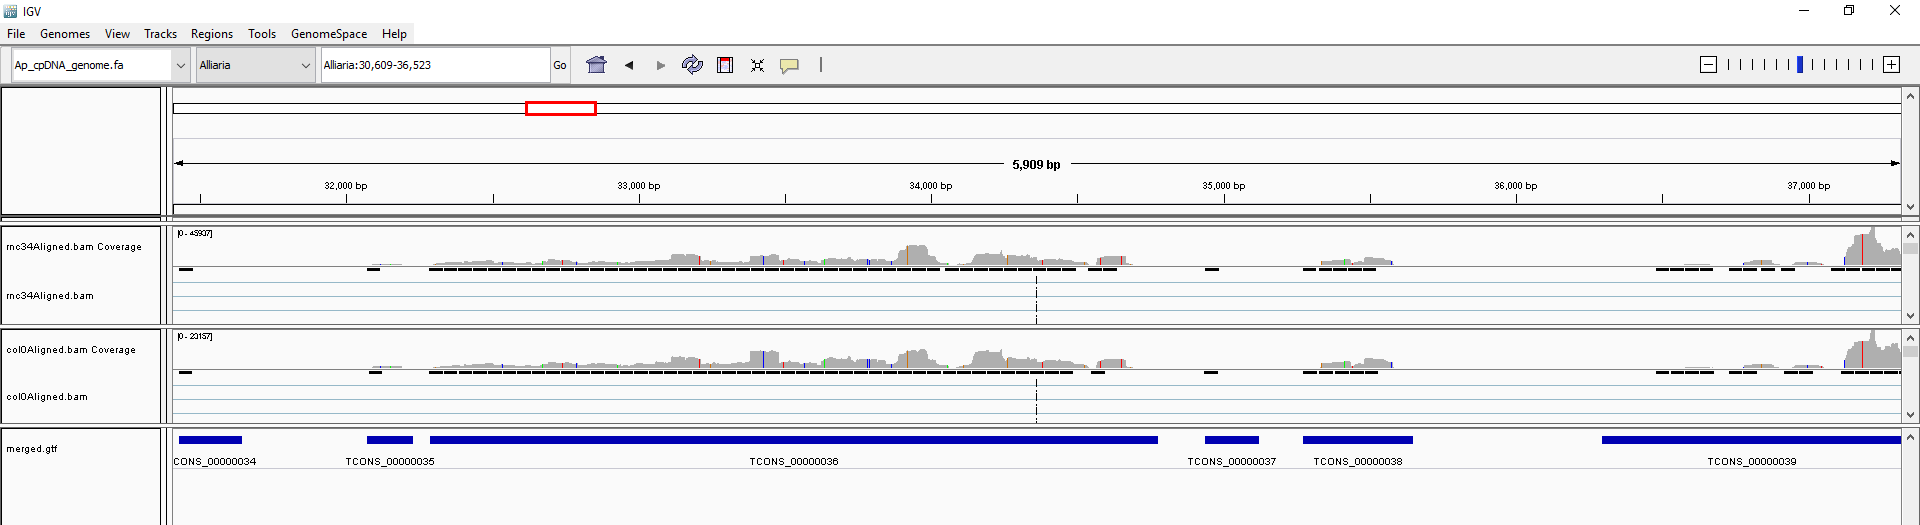 IGV
File Genomes View Tracks Regions Tools GenomeSpace Help
Ap_cpDNA_genome.fa Alliaria Alliaria:30,609-36,523 Go
5,909 bp
32,000 bp 33,000 bp 34,000 bp 35,000 bp 36,000 bp 37,000 bp
[0 - 45907]
rnc34Aligned.bam Coverage
rnc34Aligned.bam
[0 - 23157]
col0Aligned.bam Coverage
col0Aligned.bam
merged.gtf
CONS_00000034 TCONS_00000035 TCONS_00000036 TCONS_00000037 TCONS_00000038 TCONS_00000039